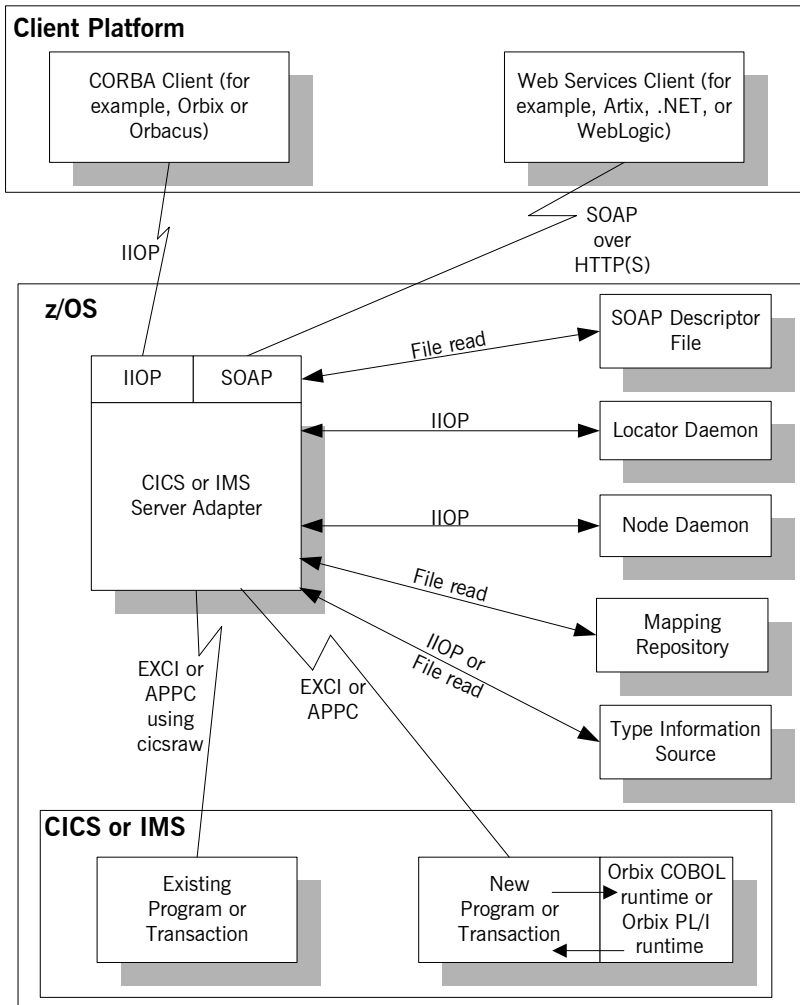 Client Platform
CORBA Client (for
example, Orbix or
Orbacus)
Web Services Client (for
example, Artix, .NET, or
WebLogic)
IIOP
SOAP
over
HTTP(S)
z/OS
IIOP
SOAP
CICS or IMS
Server Adapter
File read
SOAP Descriptor
File
IIOP
Locator Daemon
IIOP
Node Daemon
File read
Mapping
Repository
IIOP or
File read
Type Information
Source
EXCI or
APPC
using
cicsraw
EXCI or
APPC
CICS or IMS
Existing
Program or
Transaction
New
Program or
Transaction
Orbix COBOL
runtime or
Orbix PL/I
runtime